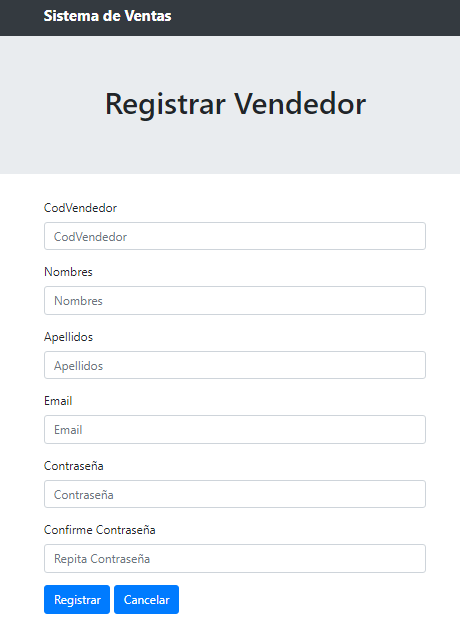 Sistema de Ventas
Registrar Vendedor
CodVendedor
CodVendedor
Nombres
Nombres
Apellidos
Apellidos
Email
Email
Contraseña
Contraseña
Confirme Contraseña
Repita Contraseña
Registrar Cancelar